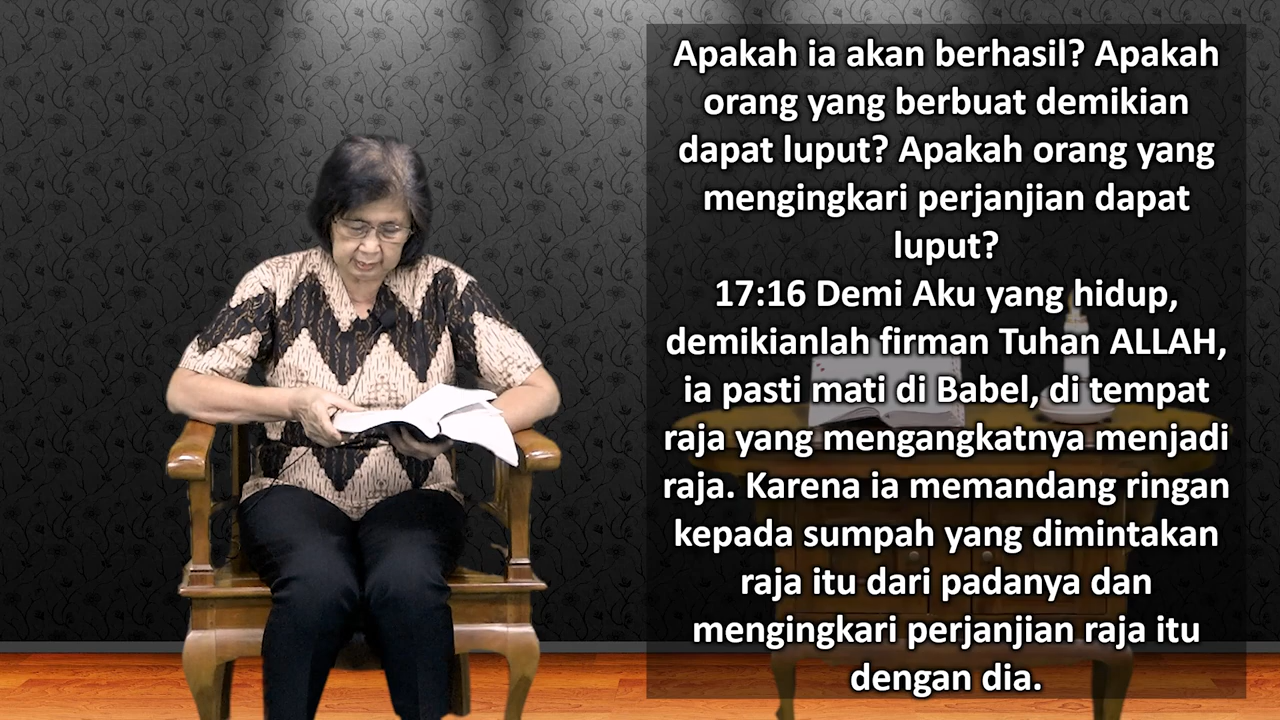 Apakah ia akan berhasil? Apakah
orang yang berbuat demikian
dapat luput? Apakah orang yang
mengingkari perjanjian dapat
luput?
17:16 Demi Aku yang hidup,
demikianlah firman Tuhan ALLAH,
ia pasti mati di Babel, di tempat
raja yang mengangkatnya menjadi
raja. Karena ia memandang ringan
kepada sumpah yang dimintakan
raja itu dari padanya dan
mengingkari perjanjian raja itu
dengan dia.